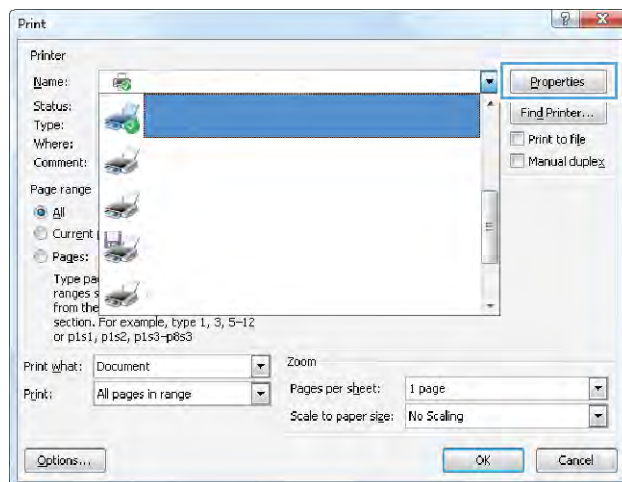 Print
Printer
Name:
Properties
Status:
Find Printer...
Type:
Print to file
Where:
Manual duplex
Comment:
Page range
All
Current
Pages:
Type
ranges
from the
section. For example, type 1, 3, 5–12
or p1s1, p1s2, p1s3–p8s3
Print what: Document
Print: All pages in range
Zoom
Pages per sheet: 1 page
Scale to paper size: No Scaling
Options...
OK
Cancel